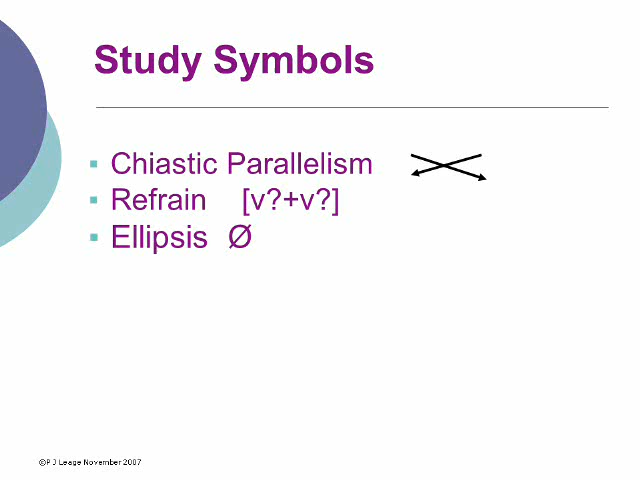 Study Symbols
Chiastic Parallelism
Refrain [v?+v?]
Ellipsis Ø
©P J Leage November 2007